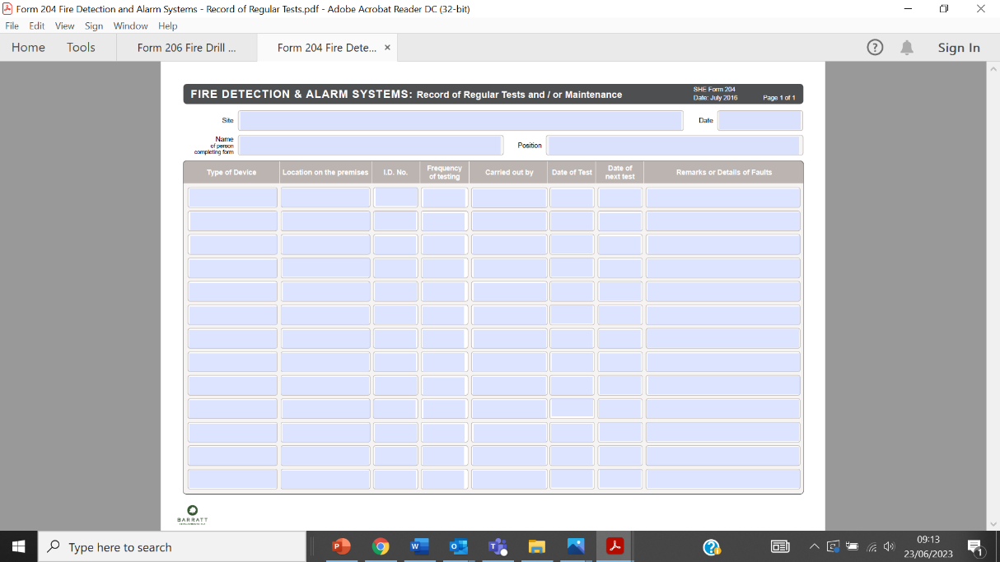 Form 204 Fire Detection and Alarm Systems - Record of Regular Tests.pdf - Adobe Acrobat Reader DC (32-bit)
File Edit View Sign Window Help
Home Tools Form 206 Fire Drill ... Form 204 Fire Dete... × ? Sign In
FIRE DETECTION & ALARM SYSTEMS: Record of Regular Tests and / or Maintenance
SHE Form 204
Date: July 2016 Page 1 of 1
Site Date
Name
of person
completing form
Position
Type of Device Location on the premises I.D. No. Frequency of testing Carried out by Date of Test Date of next test Remarks or Details of Faults
BARRATT
DEVELOPMENTS PLC
Type here to search
09:13
23/06/2023
1